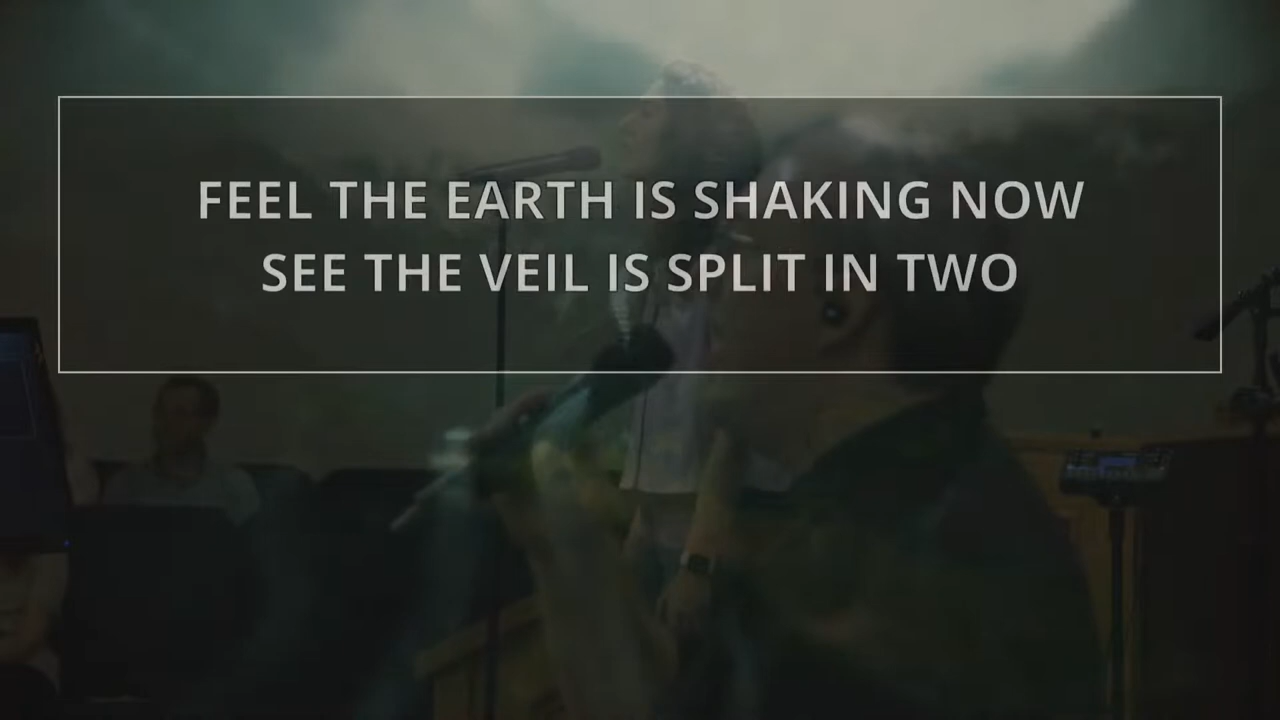 FEEL THE EARTH IS SHAKING NOW
SEE THE VEIL IS SPLIT IN TWO